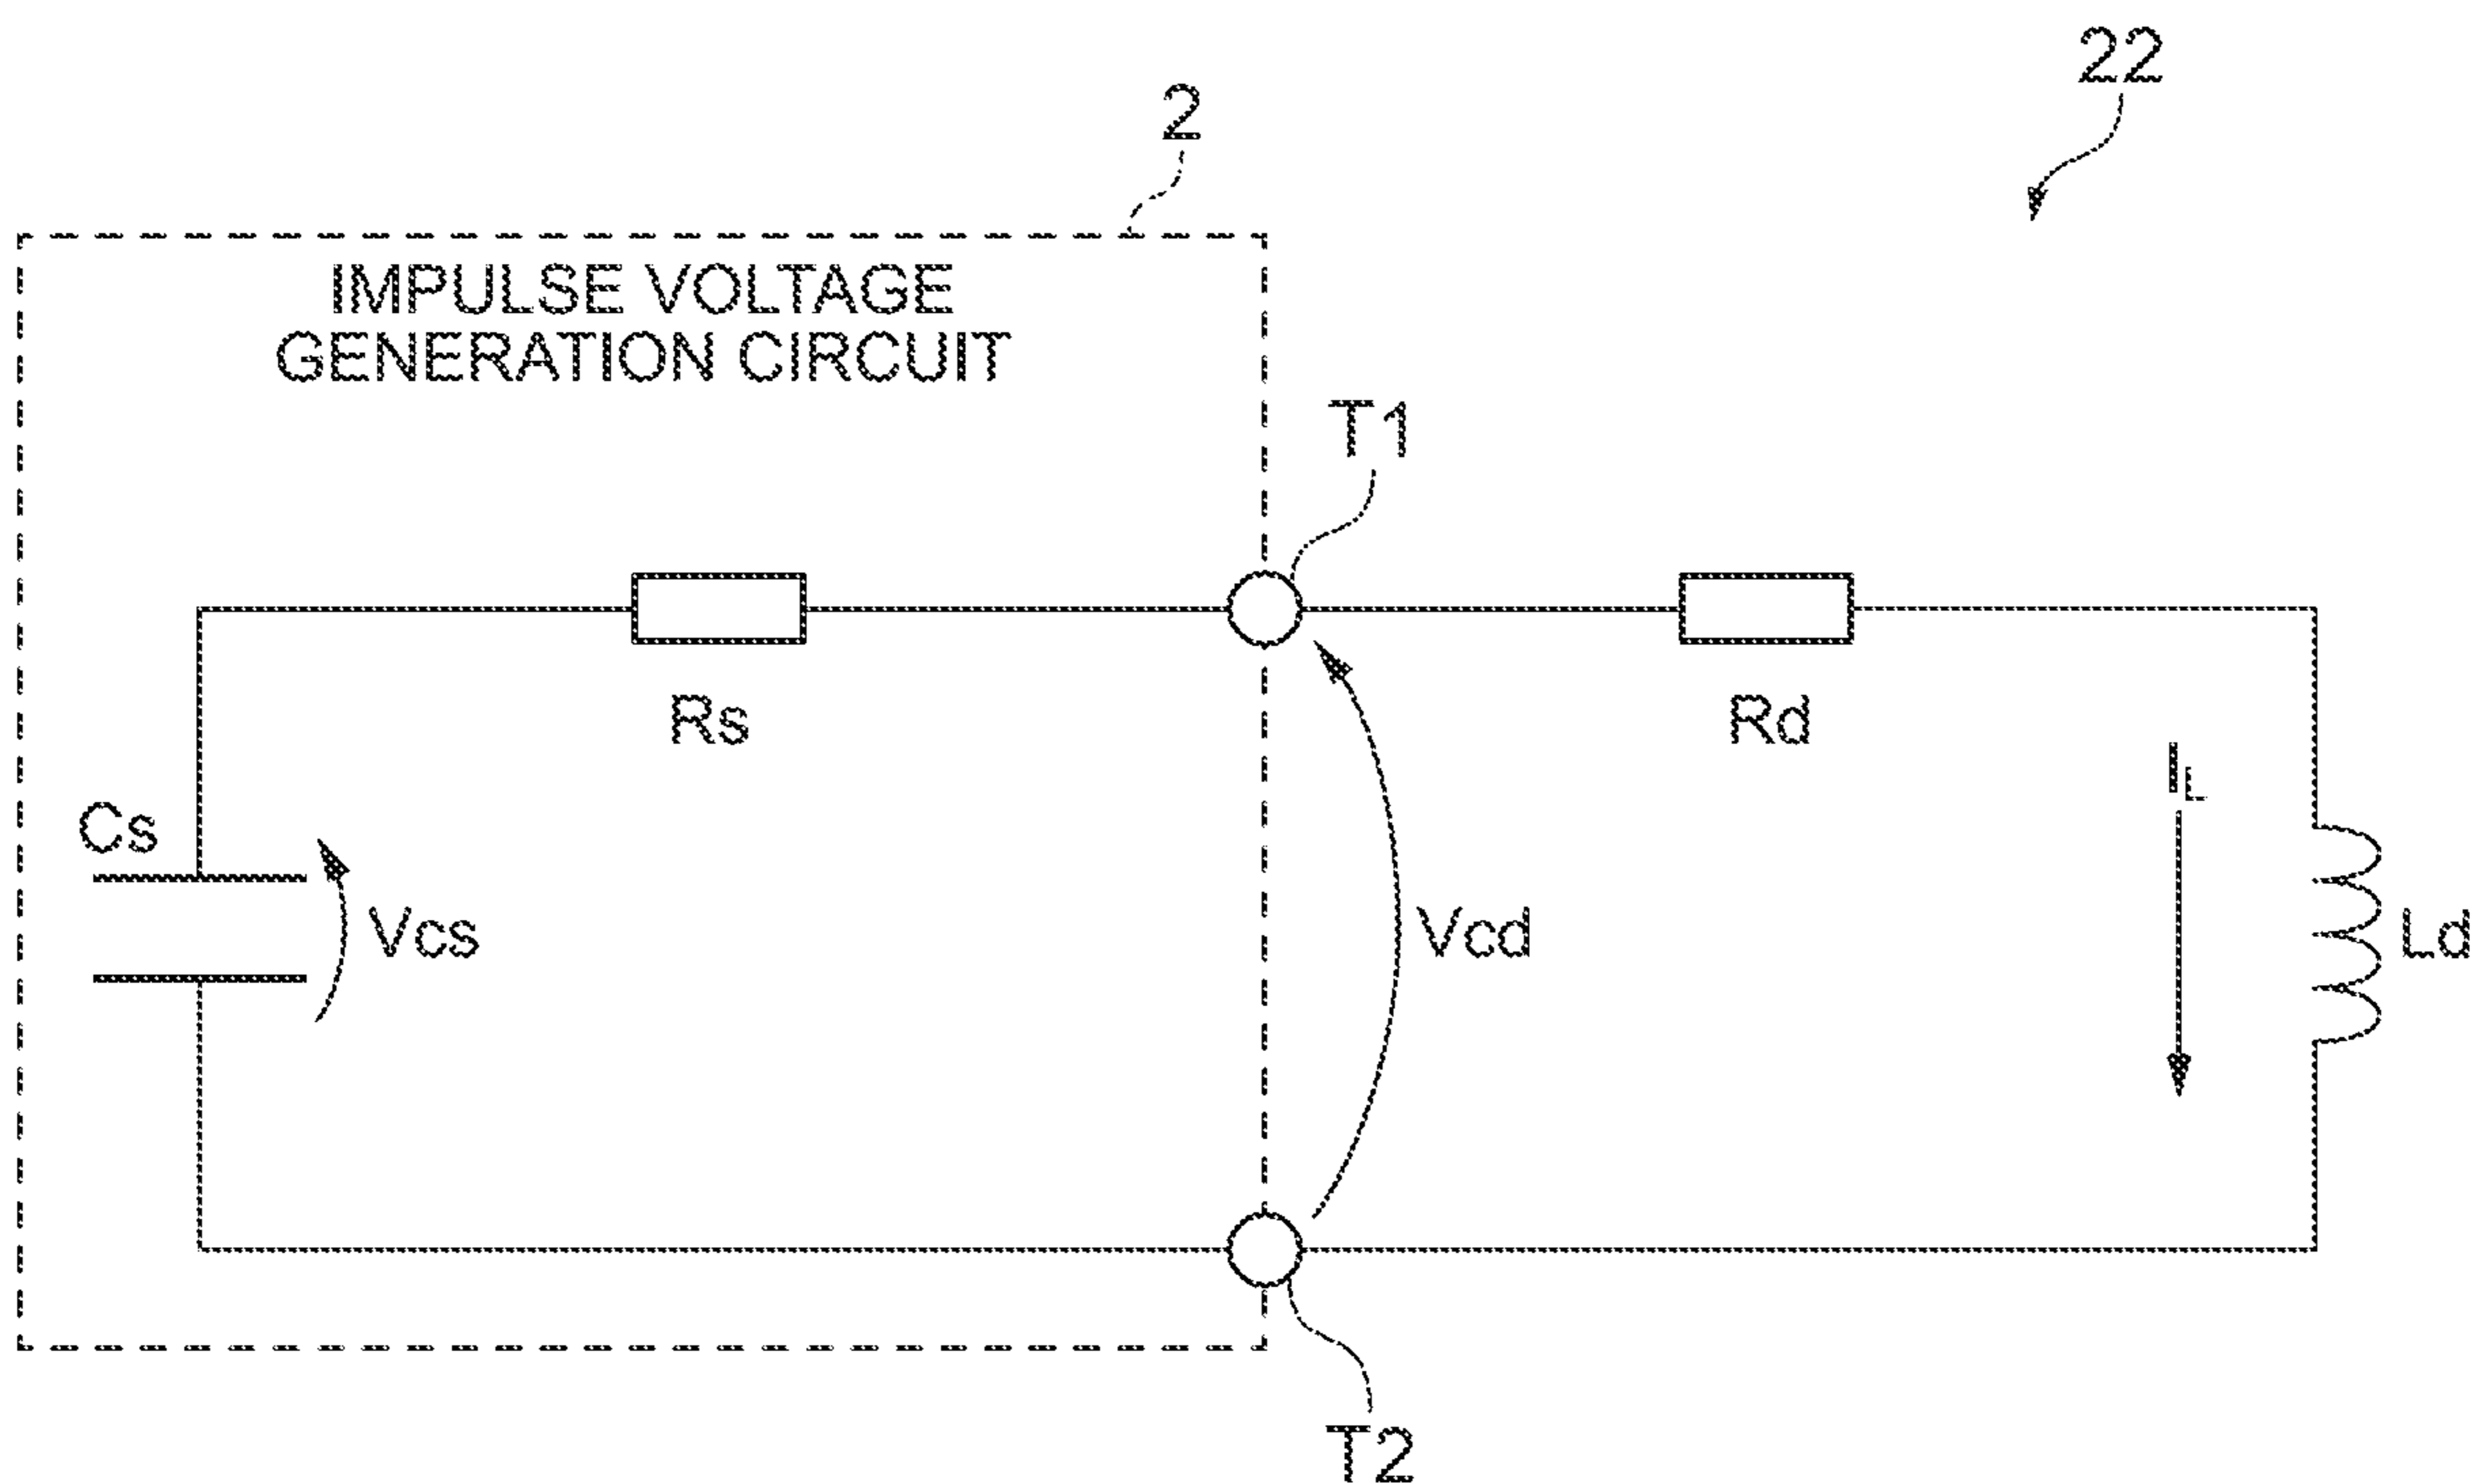 22
2
IMPULSE VOLTAGE
GENERATION CIRCUIT
T1
Rs
Rd
IL
Cs
Vcs
Vcd
Ld
T2